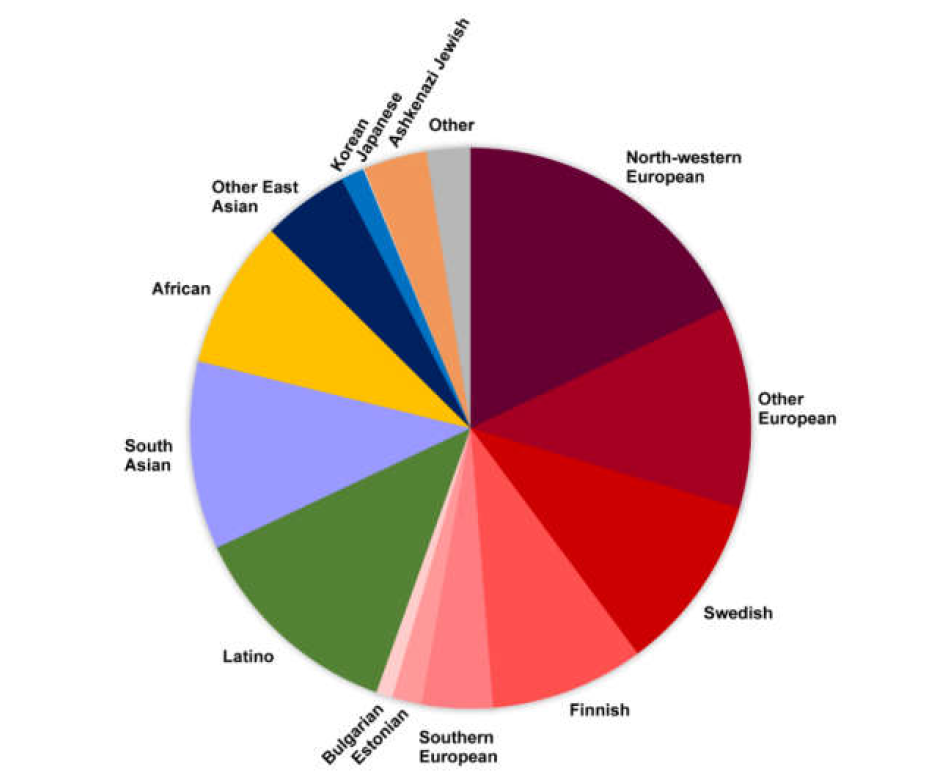 Ashkenazi Jewish
Japanese
Korean
Other
North-western
European
Other East
Asian
African
Other
European
South
Asian
Swedish
Latino
Finnish
Bulgarian
Estonian
Southern
European